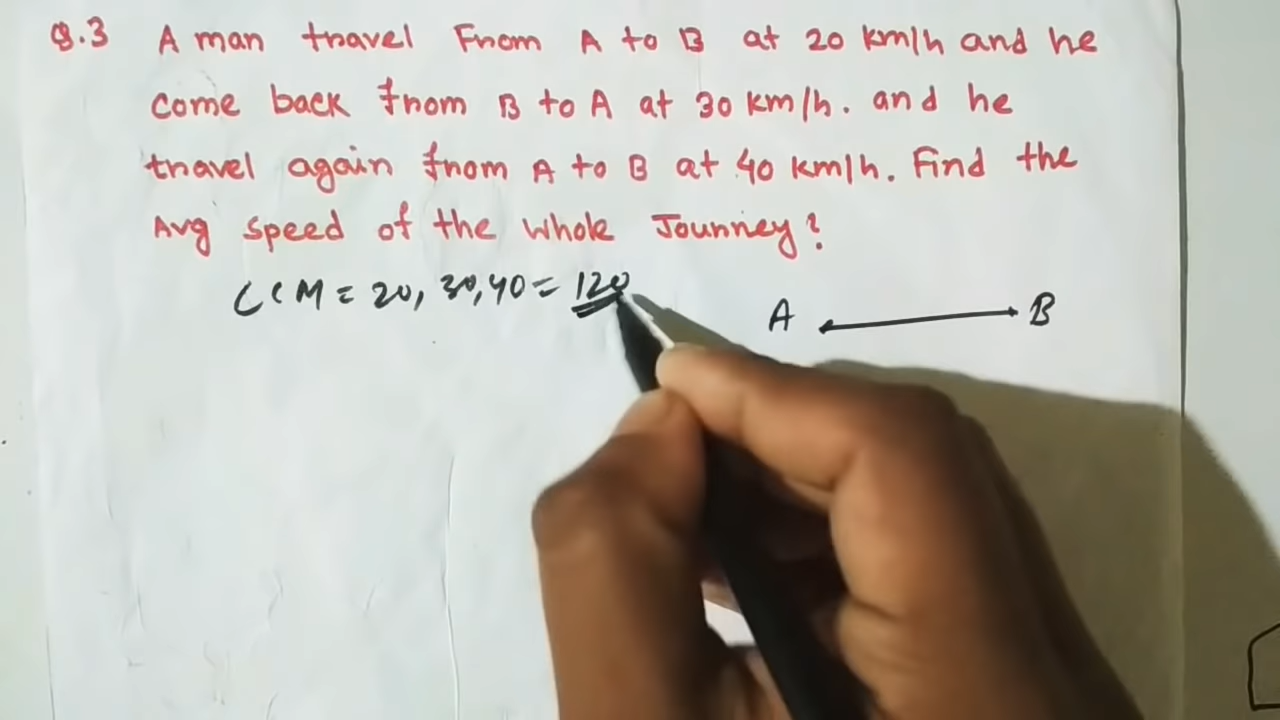 Q.3 A man travel From A to B at 20 km/h and he
come back from B to A at 30 km/h. and he
travel again from A to B at 40 km/h. Find the
Avg speed of the whole Journey?
LCM = 20, 30, 40 = 120
A B